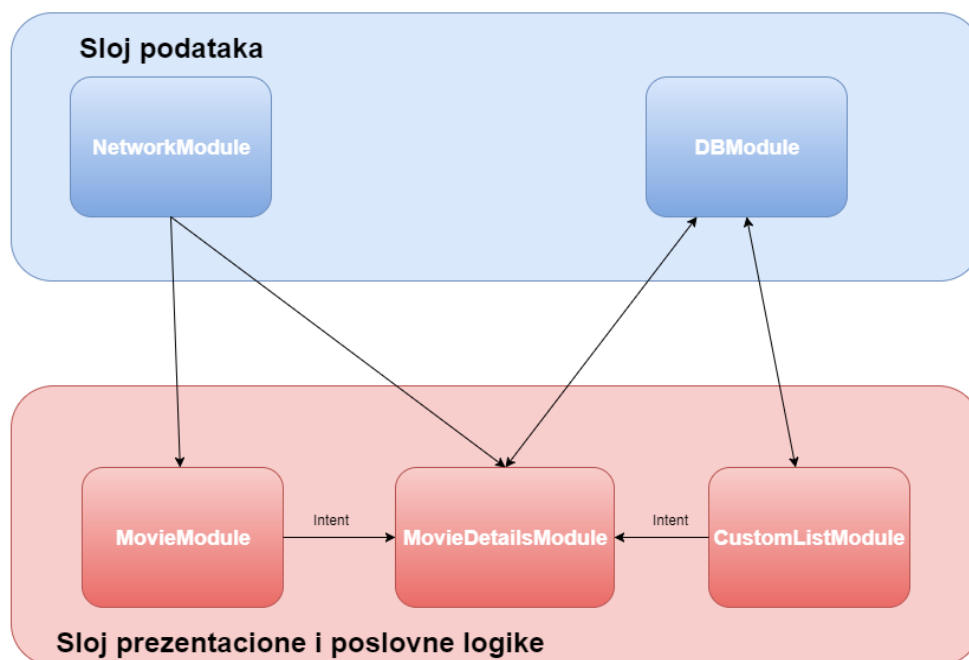 Sloj podataka
NetworkModule
DBModule
MovieModule
Intent
MovieDetailsModule
Intent
CustomListModule
Sloj prezentacione i poslovne logike